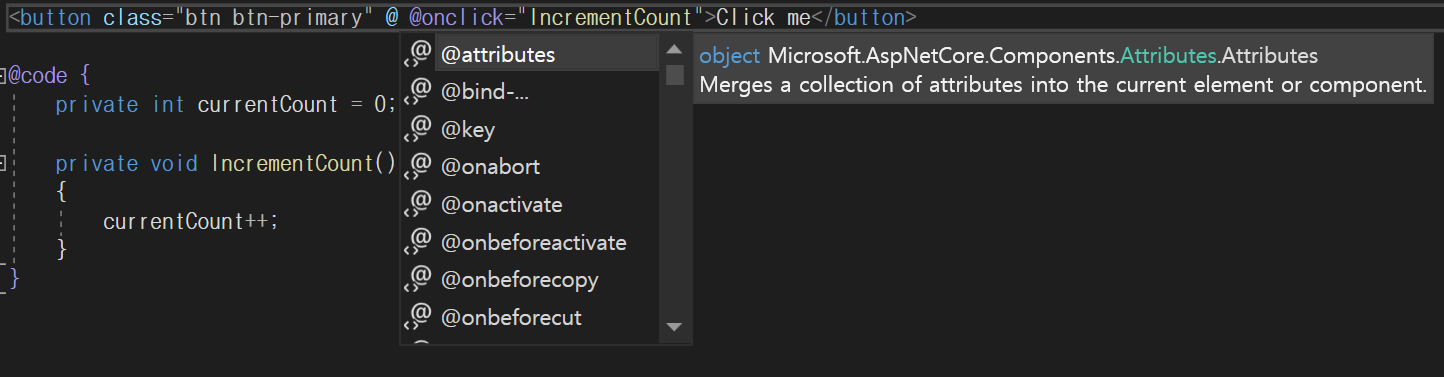 <button class="btn btn-primary" @ @onclick="IncrementCount">Click me</button>
@attributes
@bind-...
@key
@onabort
@onactivate
@onbeforeactivate
@onbeforecopy
@onbeforecut
object Microsoft.AspNetCore.Components.Attributes.Attributes
Merges a collection of attributes into the current element or component.
@code {
private int currentCount = 0;
private void IncrementCount()
{
currentCount++;
}
}